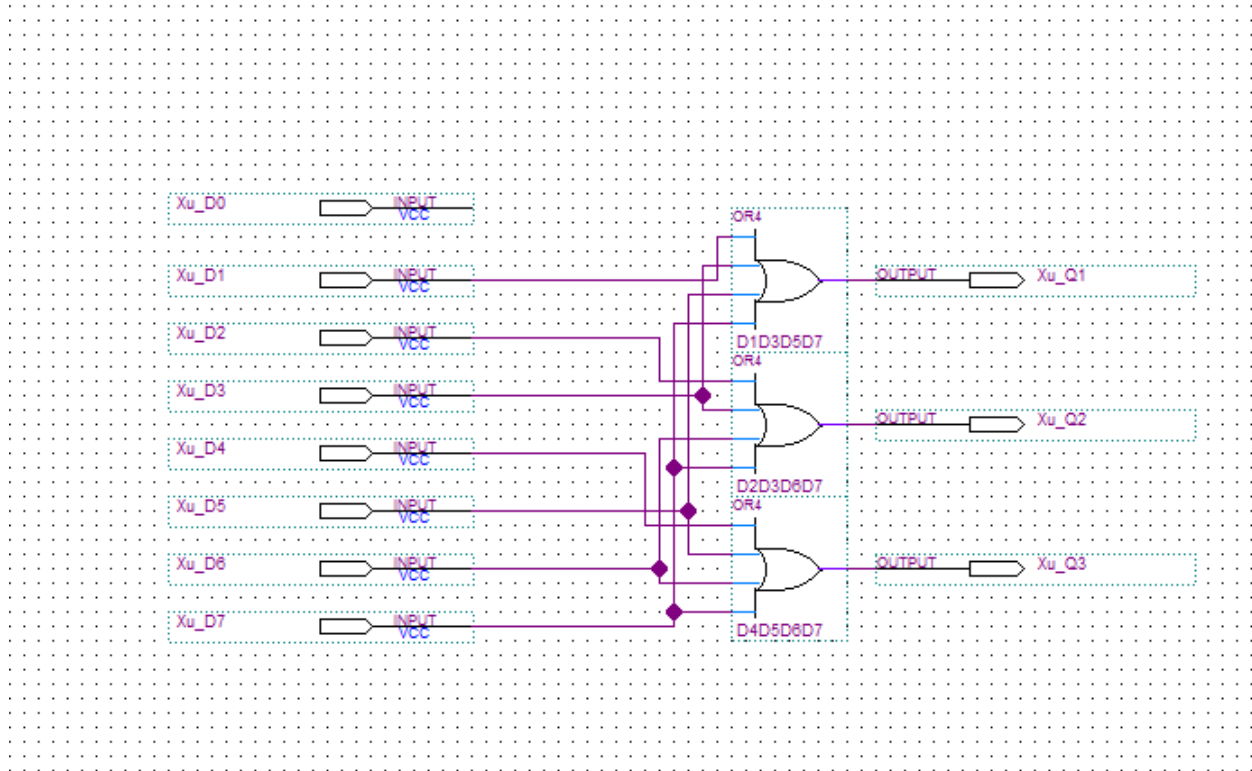 Xu_D0 INPUT
VCC
OR4
Xu_D1 INPUT
VCC
OUTPUT Xu_Q1
Xu_D2 INPUT
VCC
D1D3D5D7
OR4
Xu_D3 INPUT
VCC
OUTPUT Xu_Q2
Xu_D4 INPUT
VCC
D2D3D6D7
OR4
Xu_D5 INPUT
VCC
Xu_D6 INPUT
VCC
OUTPUT Xu_Q3
Xu_D7 INPUT
VCC
D4D5D6D7